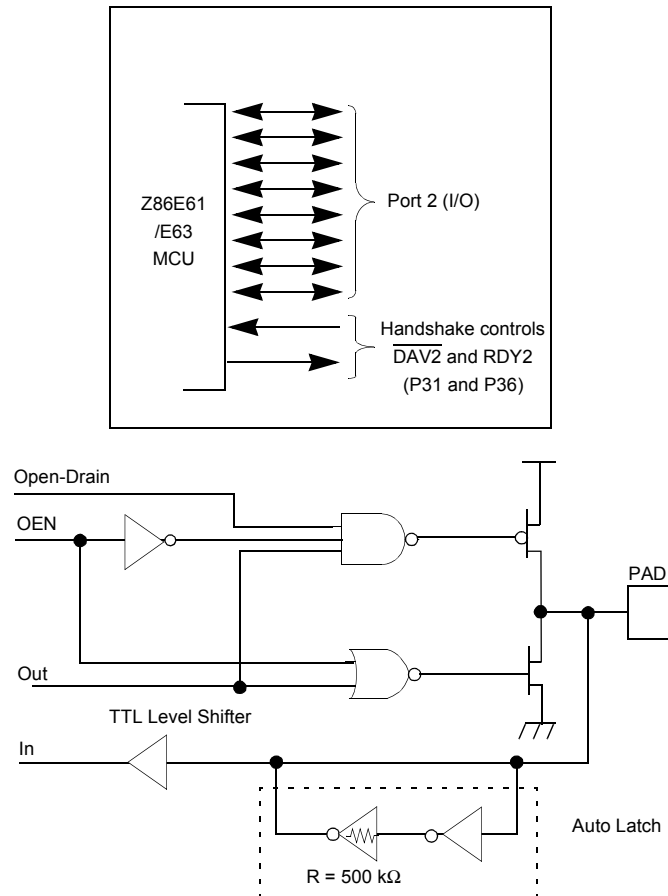 Z86E61
/E63
MCU
Port 2 (I/O)
Handshake controls
DAV2 and RDY2
(P31 and P36)
Open-Drain
OEN
PAD
Out
TTL Level Shifter
In
Auto Latch
R = 500 kΩ